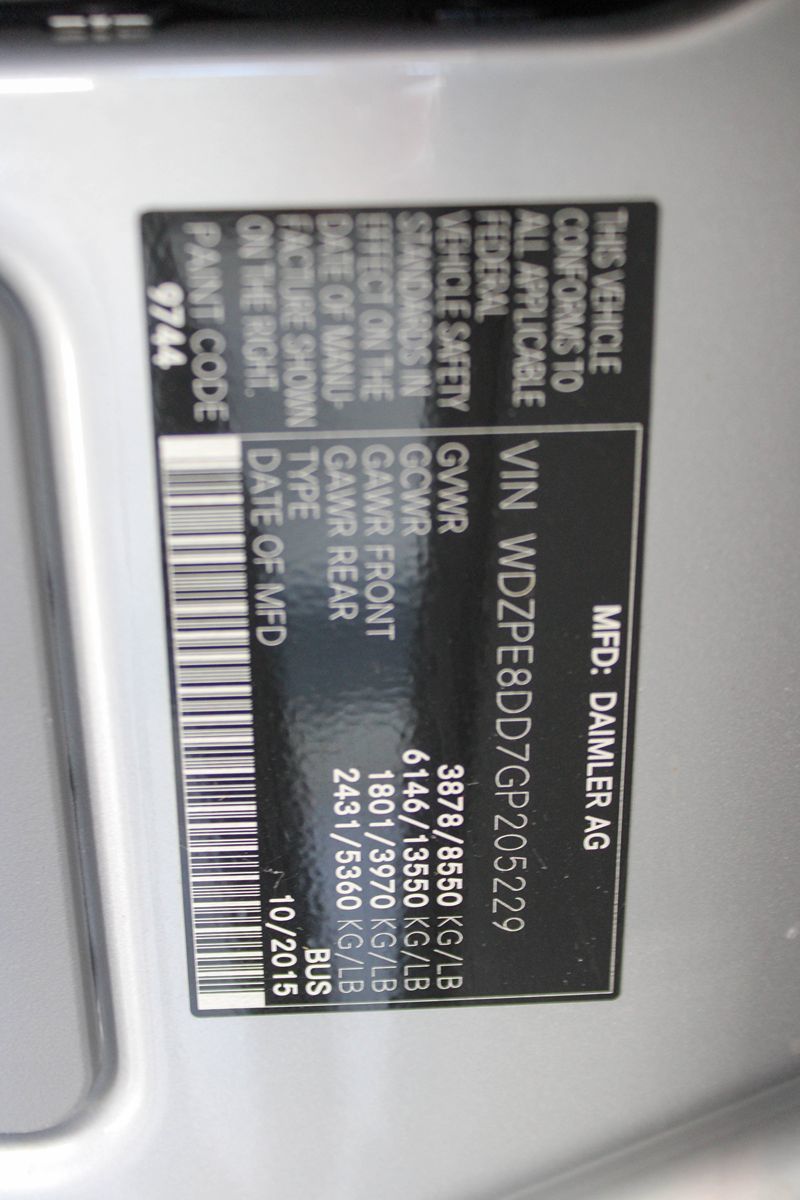 THIS VEHICLE
CONFORMS TO
ALL APPLICABLE
FEDERAL
VEHICLE SAFETY
STANDARDS IN
EFFECT ON THE
DATE OF MANU-
FACTURE SHOWN
ON THE RIGHT.
PAINT CODE
9744
MFD: DAIMLER AG
VIN WDZPE8DD7GP205229
GVWR 3878/8550 KG/LB
GCWR 6146/13550 KG/LB
GAWR FRONT 1801/3970 KG/LB
GAWR REAR 2431/5360 KG/LB
TYPE BUS
DATE OF MFD 10/2015